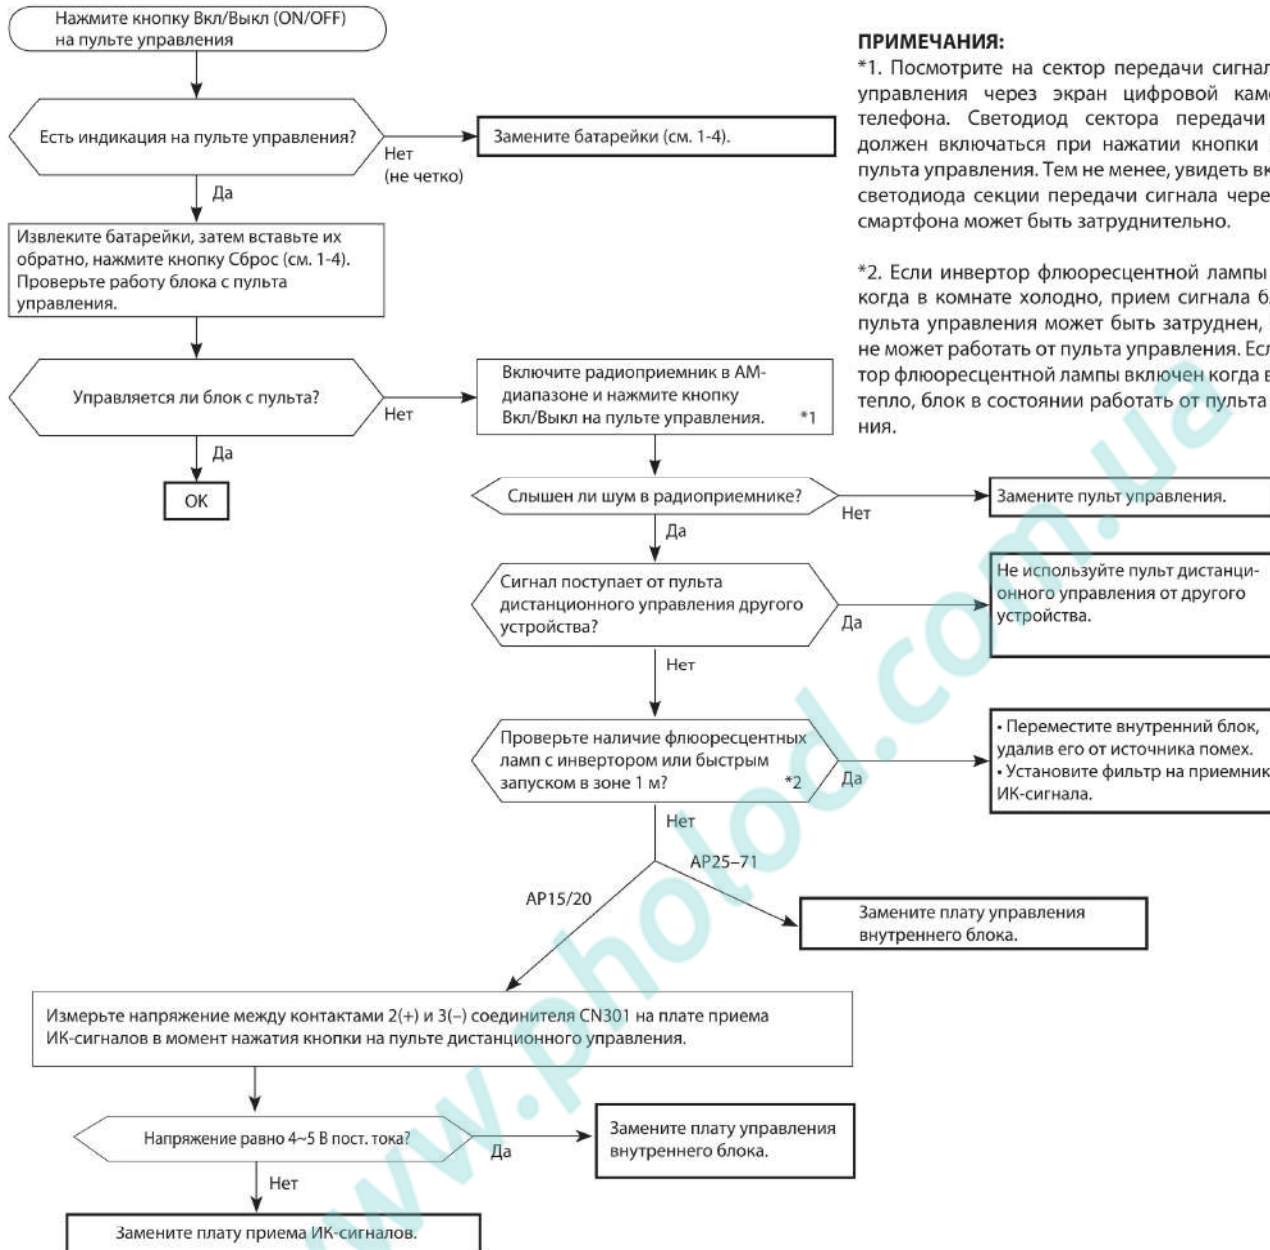 Нажмите кнопку Вкл/Выкл (ON/OFF)
на пульте управления
Есть индикация на пульте управления?
Нет
(не четко)
Замените батарейки (см. 1-4).
Да
Извлеките батарейки, затем вставьте их
обратно, нажмите кнопку Сброс (см. 1-4).
Проверьте работу блока с пульта
управления.
Управляется ли блок с пульта?
Нет
Да
OK
Включите радиоприемник в АМ-
диапазоне и нажмите кнопку
Вкл/Выкл на пульте управления. *1
Слышен ли шум в радиоприемнике?
Нет
Замените пульт управления.
Да
Сигнал поступает от пульта
дистанционного управления другого
устройства?
Да
Не используйте пульт дистанци-
онного управления от другого
устройства.
Нет
Проверьте наличие флюоресцентных
ламп с инвертором или быстрым
запуском в зоне 1 м? *2
Да
• Переместите внутренний блок,
удалив его от источника помех.
• Установите фильтр на приемник
ИК-сигнала.
Нет
AP25–71
AP15/20
Замените плату управления
внутреннего блока.
Измерьте напряжение между контактами 2(+) и 3(–) соединителя CN301 на плате приема
ИК-сигналов в момент нажатия кнопки на пульте дистанционного управления.
Напряжение равно 4~5 В пост. тока?
Да
Замените плату управления
внутреннего блока.
Нет
Замените плату приема ИК-сигналов.
ПРИМЕЧАНИЯ:
*1. Посмотрите на сектор передачи сигнал
управления через экран цифровой кам
телефона. Светодиод сектора передачи
должен включаться при нажатии кнопки
пульта управления. Тем не менее, увидеть вк
светодиода секции передачи сигнала чере
смартфона может быть затруднительно.
*2. Если инвертор флюоресцентной лампы
когда в комнате холодно, прием сигнала б
пульта управления может быть затруднен,
не может работать от пульта управления. Ес
тор флюоресцентной лампы включен когда в
тепло, блок в состоянии работать от пульта
ния.
www.pholod.com.ua